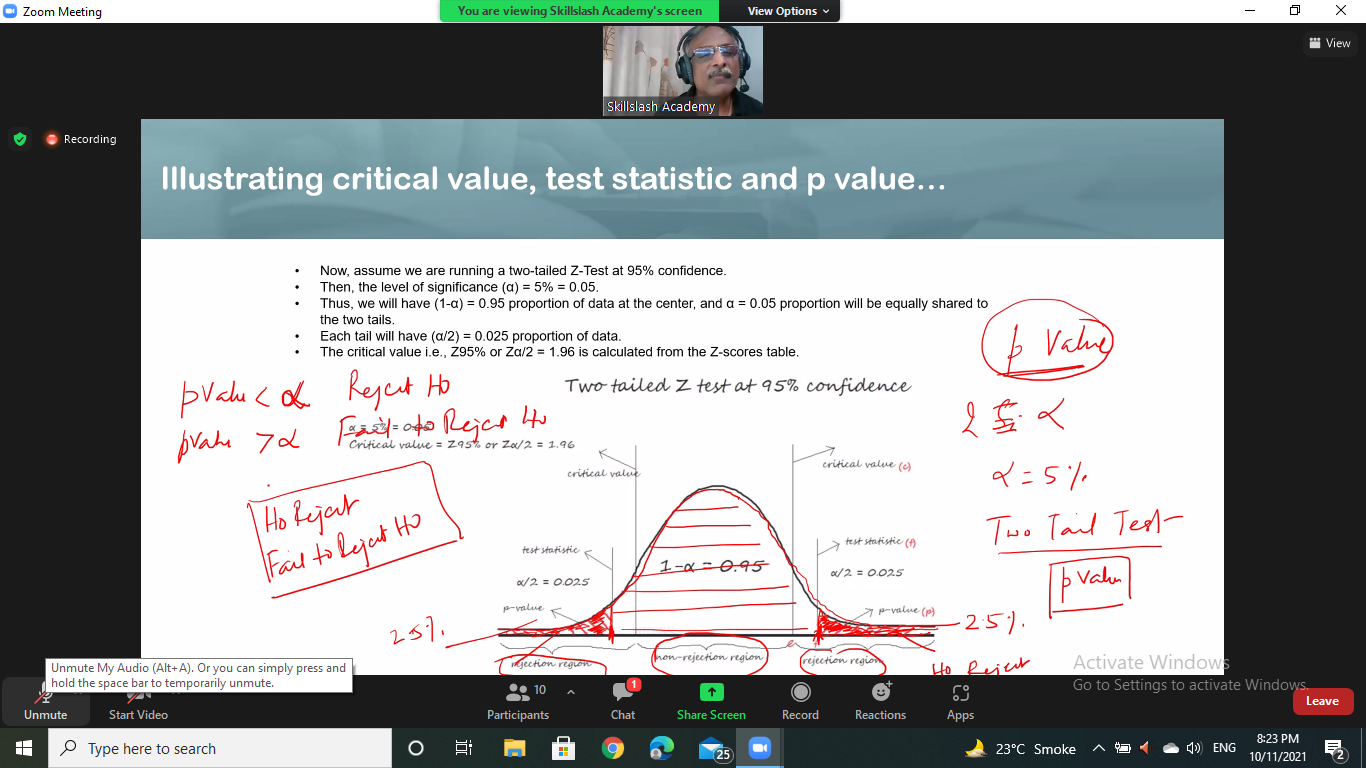 Zoom Meeting
You are viewing Skillslash Academy's screen
View Options
Skillslash Academy
View
Recording
Illustrating critical value, test statistic and p value…
• Now, assume we are running a two-tailed Z-Test at 95% confidence.
• Then, the level of significance (α) = 5% = 0.05.
• Thus, we will have (1-α) = 0.95 proportion of data at the center, and α = 0.05 proportion will be equally shared to
the two tails.
• Each tail will have (α/2) = 0.025 proportion of data.
• The critical value i.e., Z95% or Zα/2 = 1.96 is calculated from the Z-scores table.
p Value
pValue < α Reject Ho
Two tailed Z test at 95% confidence
α
pValue > α Fail to Reject Ho
α = 5% = 0.05
Critical value = Z95% or Zα/2 = 1.96
critical value
critical value (c)
α = 5%
Ho Reject
Fail to Reject Ho
Two Tail Test
test statistic
test statistic (t)
1-α = 0.95
α/2 = 0.025
α/2 = 0.025
p Value
p-value
p-value (p)
2.5%
2.5%
rejection region
non-rejection region
rejection region
Ho Reject
Activate Windows
Go to Settings to activate Windows.
Unmute My Audio (Alt+A). Or you can simply press and
hold the space bar to temporarily unmute.
Unmute
Start Video
Participants
10
Chat
1
Share Screen
Record
Reactions
Apps
Leave
Type here to search
25
23°C Smoke
ENG
8:23 PM
10/11/2021
2